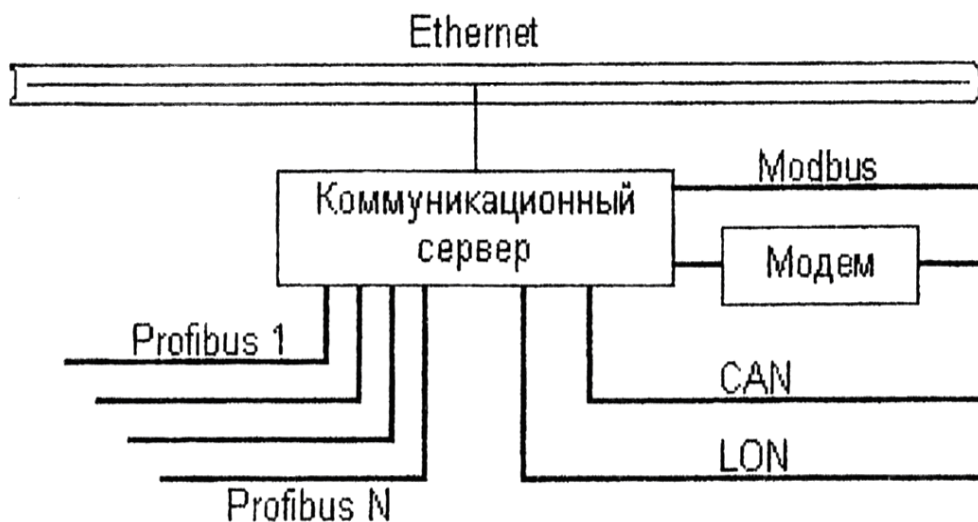 Ethernet
Коммуникационный
сервер
Modbus
Модем
Profibus 1
Profibus N
CAN
LON